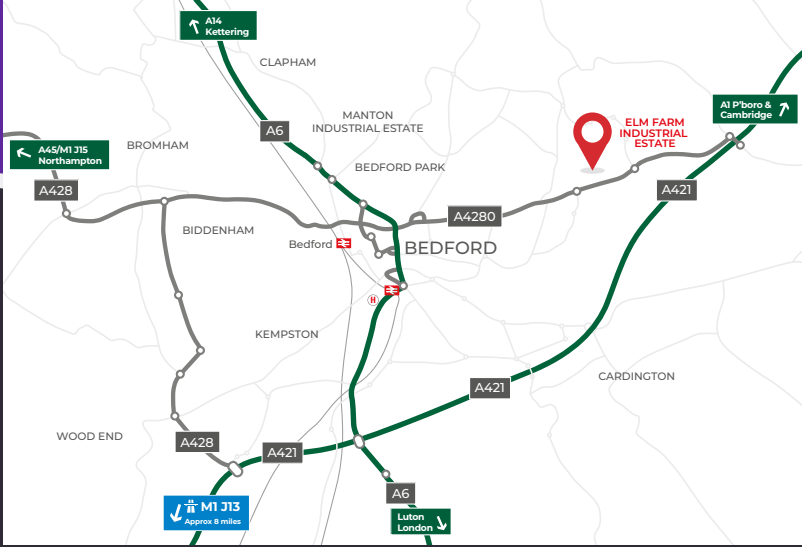 A14
Kettering
CLAPHAM
A6
MANTON
INDUSTRIAL ESTATE
A1 P'boro &
Cambridge
ELM FARM
INDUSTRIAL
ESTATE
BROMHAM
A45/M1 J15
Northampton
BEDFORD PARK
A428
A421
A4280
BIDDENHAM
Bedford
BEDFORD
H
KEMPSTON
CARDINGTON
A421
WOOD END
A428
A421
A6
M1 J13
Approx 8 miles
Luton
London